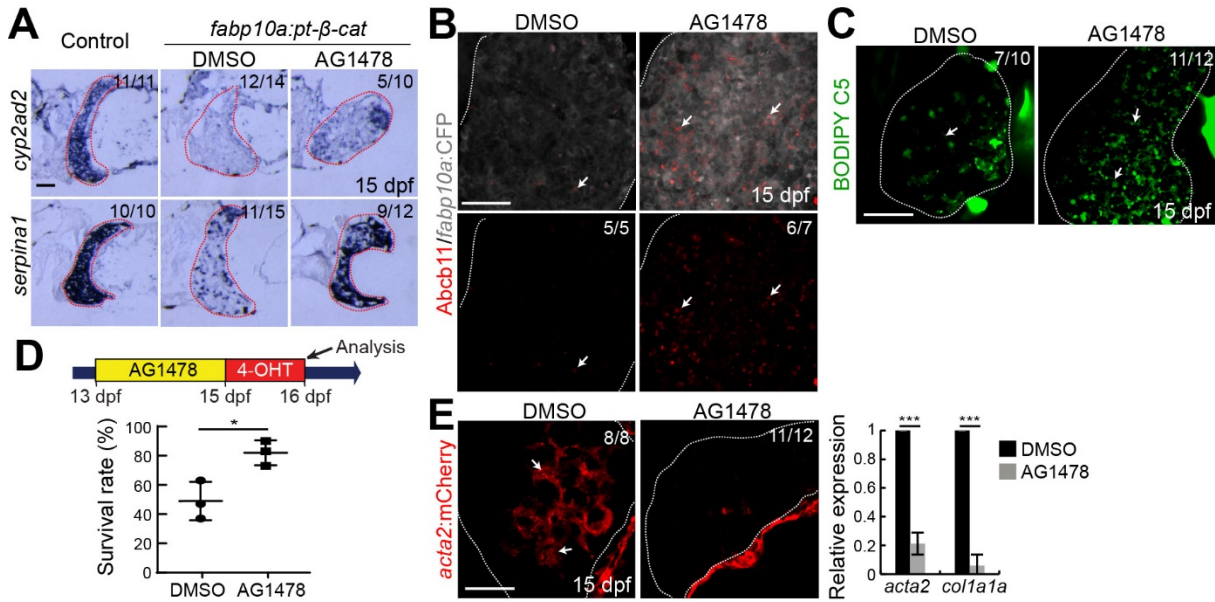 A
Control
fabp10a:pt-β-cat
DMSO
AG1478
cyp2ad2
11/11
12/14
5/10
15 dpf
serpina1
10/10
11/15
9/12
B
DMSO
AG1478
Abcb11/fabp10a:CFP
15 dpf
5/5
6/7
C
DMSO
AG1478
BODIPY C5
7/10
11/12
15 dpf
D
Analysis
AG1478
4-OHT
13 dpf
15 dpf
16 dpf
Survival rate (%)
100
80
60
40
20
0
*
DMSO
AG1478
E
DMSO
AG1478
acta2:mCherry
8/8
11/12
15 dpf
Relative expression
1
0.8
0.6
0.4
0.2
0
***
***
DMSO
AG1478
acta2
col1a1a